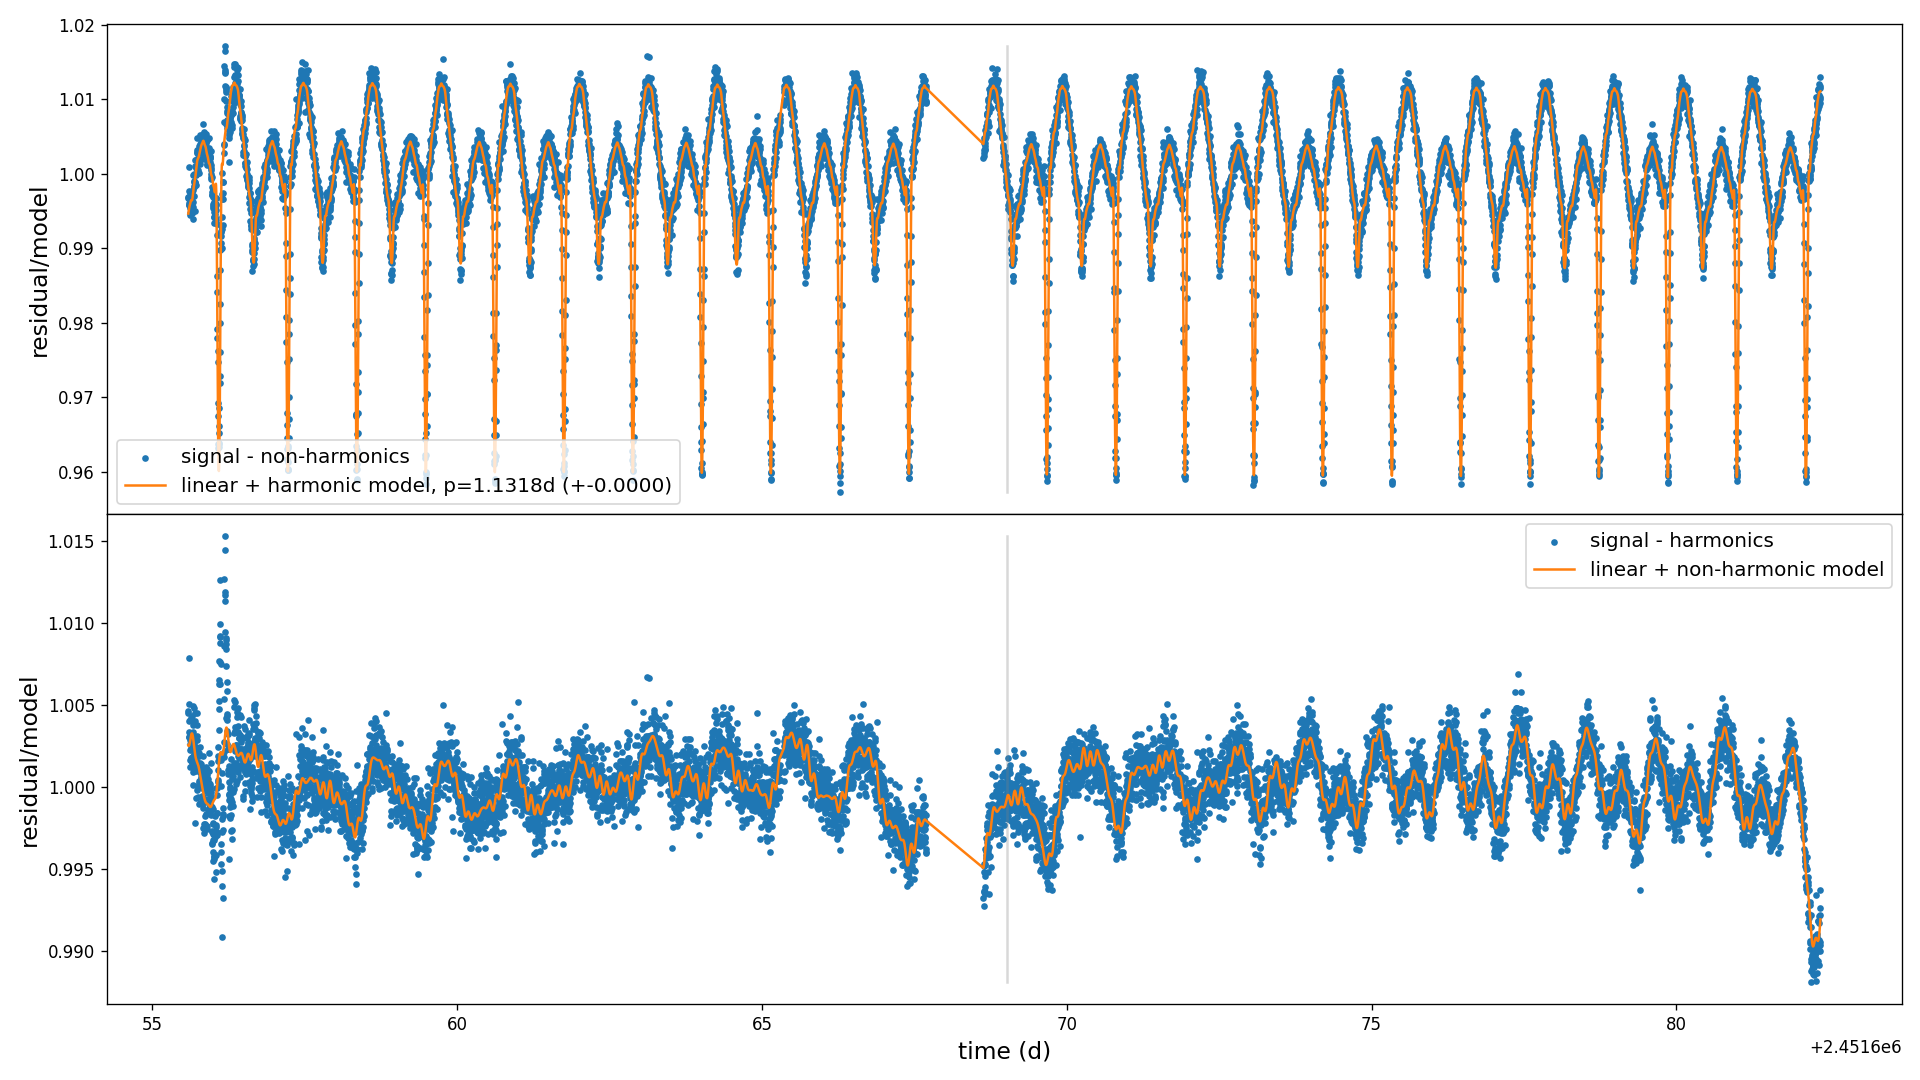 1.02
1.01
1.00
0.99
0.98
0.97
0.96
residual/model
signal - non-harmonics
linear + harmonic model, p=1.1318d (+-0.0000)
1.015
1.010
1.005
1.000
0.995
0.990
residual/model
signal - harmonics
linear + non-harmonic model
55
60
65
70
75
80
time (d)
+2.4516e6